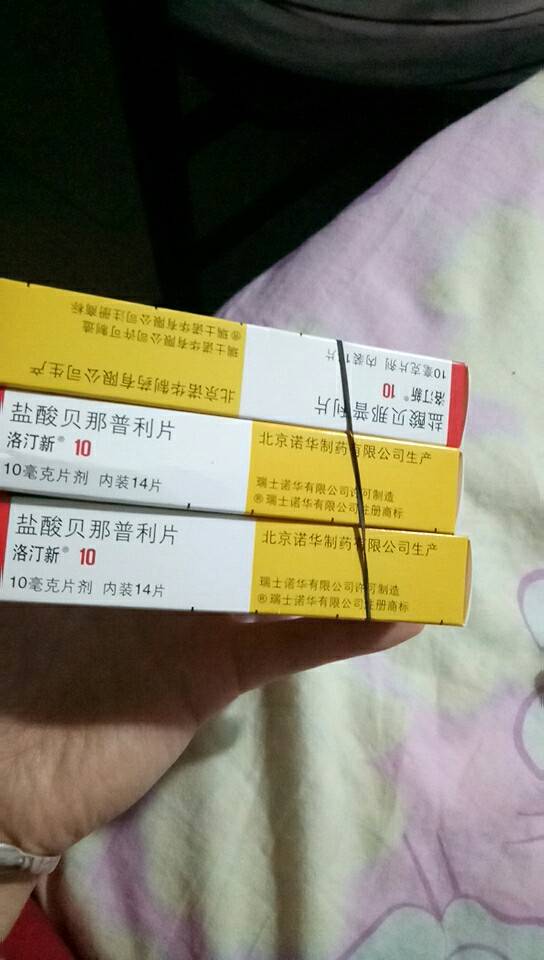 盐酸贝那普利片
洛汀新® 10
10毫克片剂 内装14片
北京诺华制药有限公司生产
瑞士诺华有限公司许可制造
®瑞士诺华有限公司注册商标
盐酸贝那普利片
洛汀新® 10
10毫克片剂 内装14片
北京诺华制药有限公司生产
瑞士诺华有限公司许可制造
®瑞士诺华有限公司注册商标
盐酸贝那普利片
洛汀新® 10
10毫克片剂 内装14片
北京诺华制药有限公司生产
瑞士诺华有限公司许可制造
®瑞士诺华有限公司注册商标